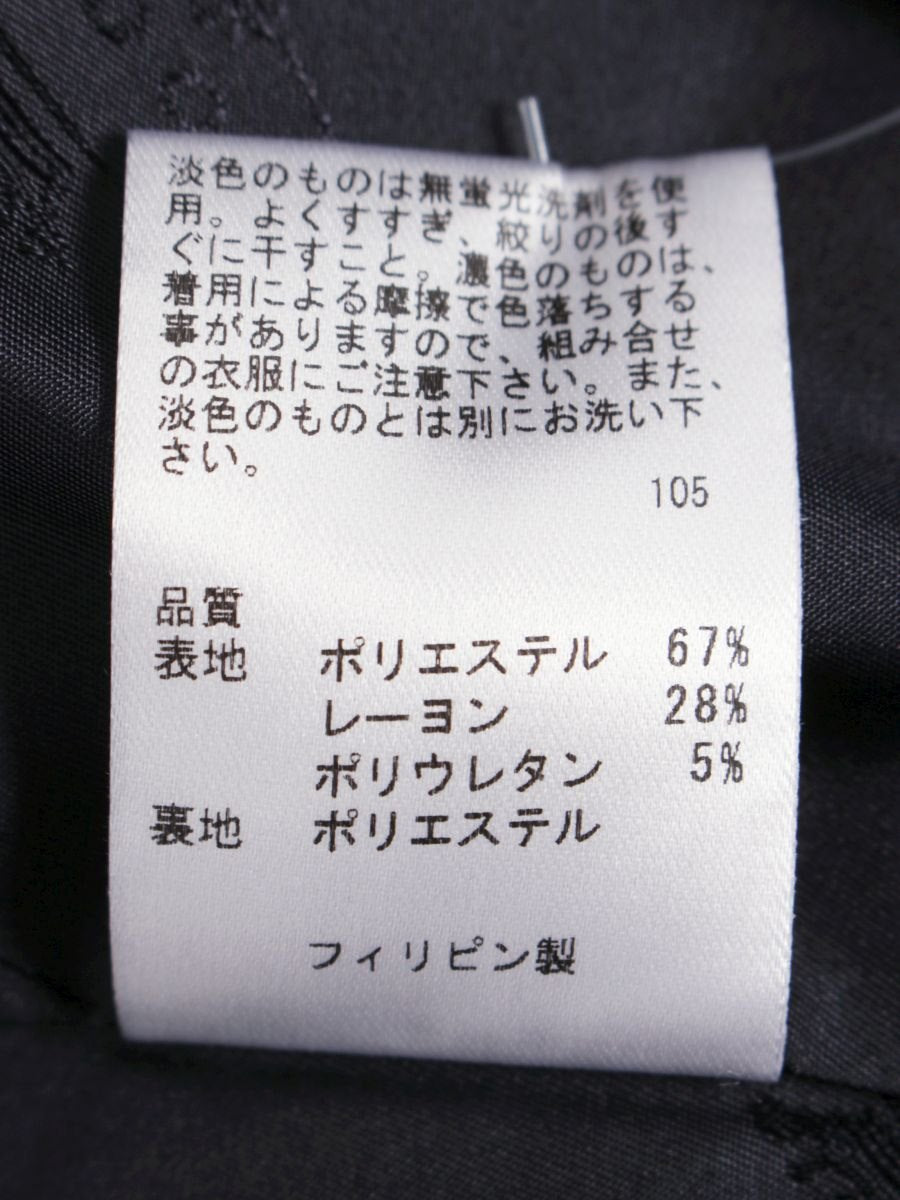 淡色のものは無蛍光洗剤を使
用。よくすすぎ、絞りの後す
ぐに干すこと。濃色のものは、
着用による摩擦で色落ちする
事がありますので、組み合せ
の衣服にご注意下さい。また、
淡色のものとは別にお洗い下
さい。
105
品質
表地 ポリエステル 67%
レーヨン 28%
ポリウレタン 5%
裏地 ポリエステル
フィリピン製